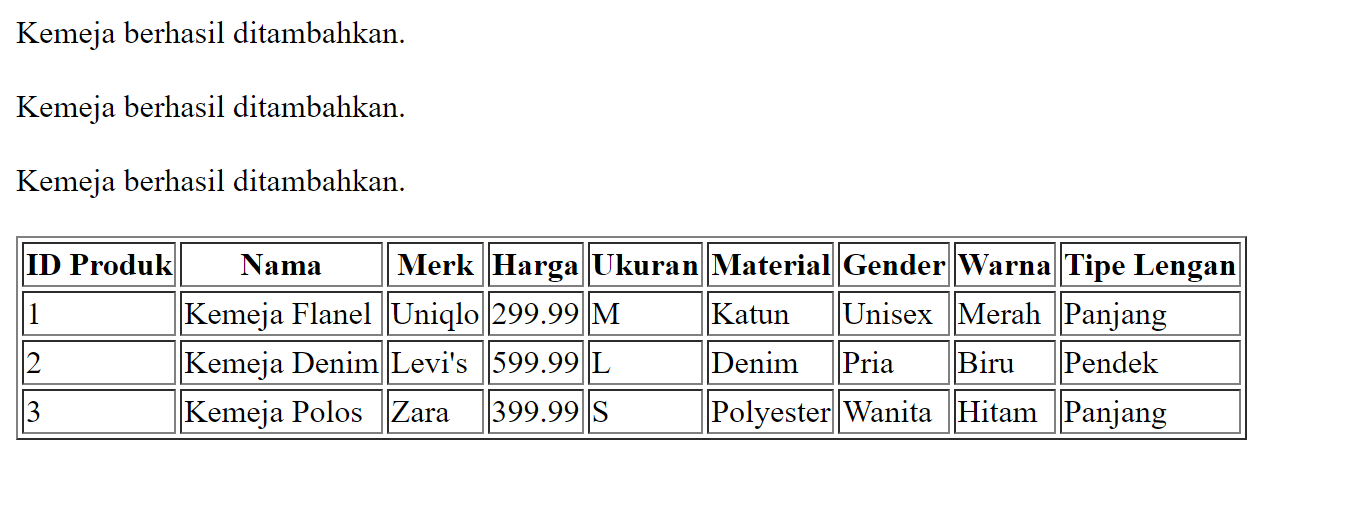 Kemeja berhasil ditambahkan.
Kemeja berhasil ditambahkan.
Kemeja berhasil ditambahkan.
ID Produk Nama Merk Harga Ukuran Material Gender Warna Tipe Lengan
1 Kemeja Flanel Uniqlo 299.99 M Katun Unisex Merah Panjang
2 Kemeja Denim Levi's 599.99 L Denim Pria Biru Pendek
3 Kemeja Polos Zara 399.99 S Polyester Wanita Hitam Panjang